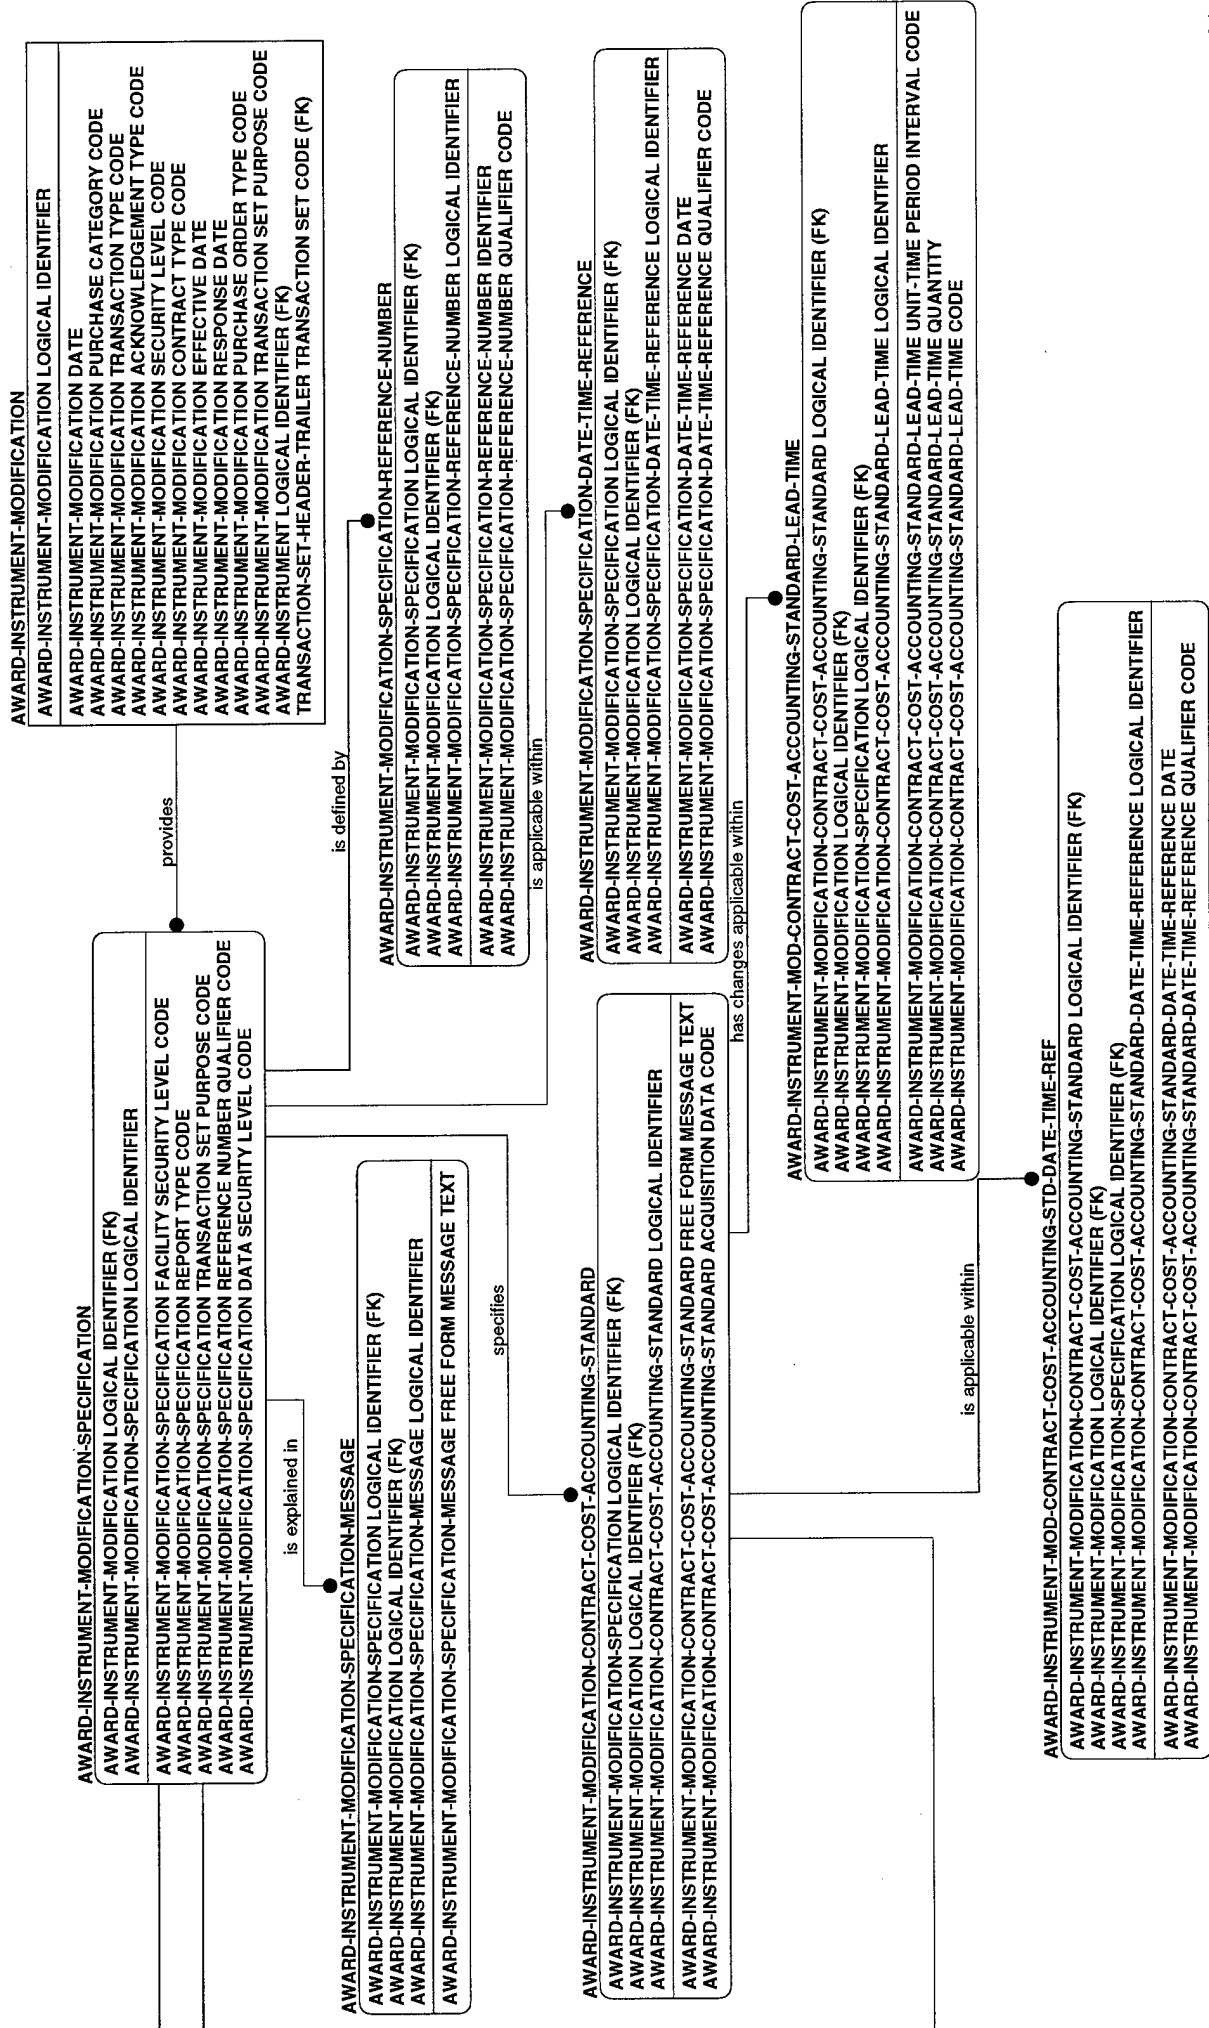 AWARD-INSTRUMENT-MODIFICATION
AWARD-INSTRUMENT-MODIFICATION LOGICAL IDENTIFIER
AWARD-INSTRUMENT-MODIFICATION DATE
AWARD-INSTRUMENT-MODIFICATION PURCHASE CATEGORY CODE
AWARD-INSTRUMENT-MODIFICATION TRANSACTION TYPE CODE
AWARD-INSTRUMENT-MODIFICATION ACKNOWLEDGEMENT TYPE CODE
AWARD-INSTRUMENT-MODIFICATION SECURITY LEVEL CODE
AWARD-INSTRUMENT-MODIFICATION CONTRACT TYPE CODE
AWARD-INSTRUMENT-MODIFICATION EFFECTIVE DATE
AWARD-INSTRUMENT-MODIFICATION RESPONSE DATE
AWARD-INSTRUMENT-MODIFICATION PURCHASE ORDER TYPE CODE
AWARD-INSTRUMENT-MODIFICATION TRANSACTION SET PURPOSE CODE
AWARD-INSTRUMENT LOGICAL IDENTIFIER (FK)
TRANSACTION-SET-HEADER-TRAILER TRANSACTION SET CODE (FK)
provides
AWARD-INSTRUMENT-MODIFICATION-SPECIFICATION
AWARD-INSTRUMENT-MODIFICATION LOGICAL IDENTIFIER (FK)
AWARD-INSTRUMENT-MODIFICATION-SPECIFICATION LOGICAL IDENTIFIER
AWARD-INSTRUMENT-MODIFICATION-SPECIFICATION FACILITY SECURITY LEVEL CODE
AWARD-INSTRUMENT-MODIFICATION-SPECIFICATION REPORT TYPE CODE
AWARD-INSTRUMENT-MODIFICATION-SPECIFICATION TRANSACTION SET PURPOSE CODE
AWARD-INSTRUMENT-MODIFICATION-SPECIFICATION REFERENCE NUMBER QUALIFIER CODE
AWARD-INSTRUMENT-MODIFICATION-SPECIFICATION DATA SECURITY LEVEL CODE
is defined by
AWARD-INSTRUMENT-MODIFICATION-SPECIFICATION-REFERENCE-NUMBER
AWARD-INSTRUMENT-MODIFICATION-SPECIFICATION LOGICAL IDENTIFIER (FK)
AWARD-INSTRUMENT-MODIFICATION LOGICAL IDENTIFIER (FK)
AWARD-INSTRUMENT-MODIFICATION-SPECIFICATION-REFERENCE-NUMBER LOGICAL IDENTIFIER
AWARD-INSTRUMENT-MODIFICATION-SPECIFICATION-REFERENCE-NUMBER IDENTIFIER
AWARD-INSTRUMENT-MODIFICATION-SPECIFICATION-REFERENCE-NUMBER QUALIFIER CODE
is applicable within
AWARD-INSTRUMENT-MODIFICATION-SPECIFICATION-DATE-TIME-REFERENCE
AWARD-INSTRUMENT-MODIFICATION-SPECIFICATION LOGICAL IDENTIFIER (FK)
AWARD-INSTRUMENT-MODIFICATION LOGICAL IDENTIFIER (FK)
AWARD-INSTRUMENT-MODIFICATION-SPECIFICATION-DATE-TIME-REFERENCE LOGICAL IDENTIFIER
AWARD-INSTRUMENT-MODIFICATION-SPECIFICATION-DATE-TIME-REFERENCE DATE
AWARD-INSTRUMENT-MODIFICATION-SPECIFICATION-DATE-TIME-REFERENCE QUALIFIER CODE
is explained in
AWARD-INSTRUMENT-MODIFICATION-SPECIFICATION-MESSAGE
AWARD-INSTRUMENT-MODIFICATION-SPECIFICATION LOGICAL IDENTIFIER (FK)
AWARD-INSTRUMENT-MODIFICATION LOGICAL IDENTIFIER (FK)
AWARD-INSTRUMENT-MODIFICATION-SPECIFICATION-MESSAGE LOGICAL IDENTIFIER
AWARD-INSTRUMENT-MODIFICATION-SPECIFICATION-MESSAGE FREE FORM MESSAGE TEXT
specifies
AWARD-INSTRUMENT-MODIFICATION-CONTRACT-COST-ACCOUNTING-STANDARD
AWARD-INSTRUMENT-MODIFICATION-SPECIFICATION LOGICAL IDENTIFIER (FK)
AWARD-INSTRUMENT-MODIFICATION LOGICAL IDENTIFIER (FK)
AWARD-INSTRUMENT-MODIFICATION-CONTRACT-COST-ACCOUNTING-STANDARD LOGICAL IDENTIFIER
AWARD-INSTRUMENT-MODIFICATION-CONTRACT-COST-ACCOUNTING-STANDARD FREE FORM MESSAGE TEXT
AWARD-INSTRUMENT-MODIFICATION-CONTRACT-COST-ACCOUNTING-STANDARD ACQUISITION DATA CODE
has changes applicable within
AWARD-INSTRUMENT-MOD-CONTRACT-COST-ACCOUNTING-STANDARD-LEAD-TIME
AWARD-INSTRUMENT-MODIFICATION-CONTRACT-COST-ACCOUNTING-STANDARD LOGICAL IDENTIFIER (FK)
AWARD-INSTRUMENT-MODIFICATION LOGICAL IDENTIFIER (FK)
AWARD-INSTRUMENT-MODIFICATION-SPECIFICATION LOGICAL IDENTIFIER (FK)
AWARD-INSTRUMENT-MODIFICATION-CONTRACT-COST-ACCOUNTING-STANDARD-LEAD-TIME LOGICAL IDENTIFIER
AWARD-INSTRUMENT-MODIFICATION-CONTRACT-COST-ACCOUNTING-STANDARD-LEAD-TIME UNIT-TIME PERIOD INTERVAL CODE
AWARD-INSTRUMENT-MODIFICATION-CONTRACT-COST-ACCOUNTING-STANDARD-LEAD-TIME QUANTITY
AWARD-INSTRUMENT-MODIFICATION-CONTRACT-COST-ACCOUNTING-STANDARD-LEAD-TIME CODE
is applicable within
AWARD-INSTRUMENT-MOD-CONTRACT-COST-ACCOUNTING-STD-DATE-TIME-REF
AWARD-INSTRUMENT-MODIFICATION-CONTRACT-COST-ACCOUNTING-STANDARD LOGICAL IDENTIFIER (FK)
AWARD-INSTRUMENT-MODIFICATION LOGICAL IDENTIFIER (FK)
AWARD-INSTRUMENT-MODIFICATION-SPECIFICATION LOGICAL IDENTIFIER (FK)
AWARD-INSTRUMENT-MODIFICATION-CONTRACT-COST-ACCOUNTING-STANDARD-DATE-TIME-REFERENCE LOGICAL IDENTIFIER
AWARD-INSTRUMENT-MODIFICATION-CONTRACT-COST-ACCOUNTING-STANDARD-DATE-TIME-REFERENCE DATE
AWARD-INSTRUMENT-MODIFICATION-CONTRACT-COST-ACCOUNTING-STANDARD-DATE-TIME-REFERENCE QUALIFIER CODE